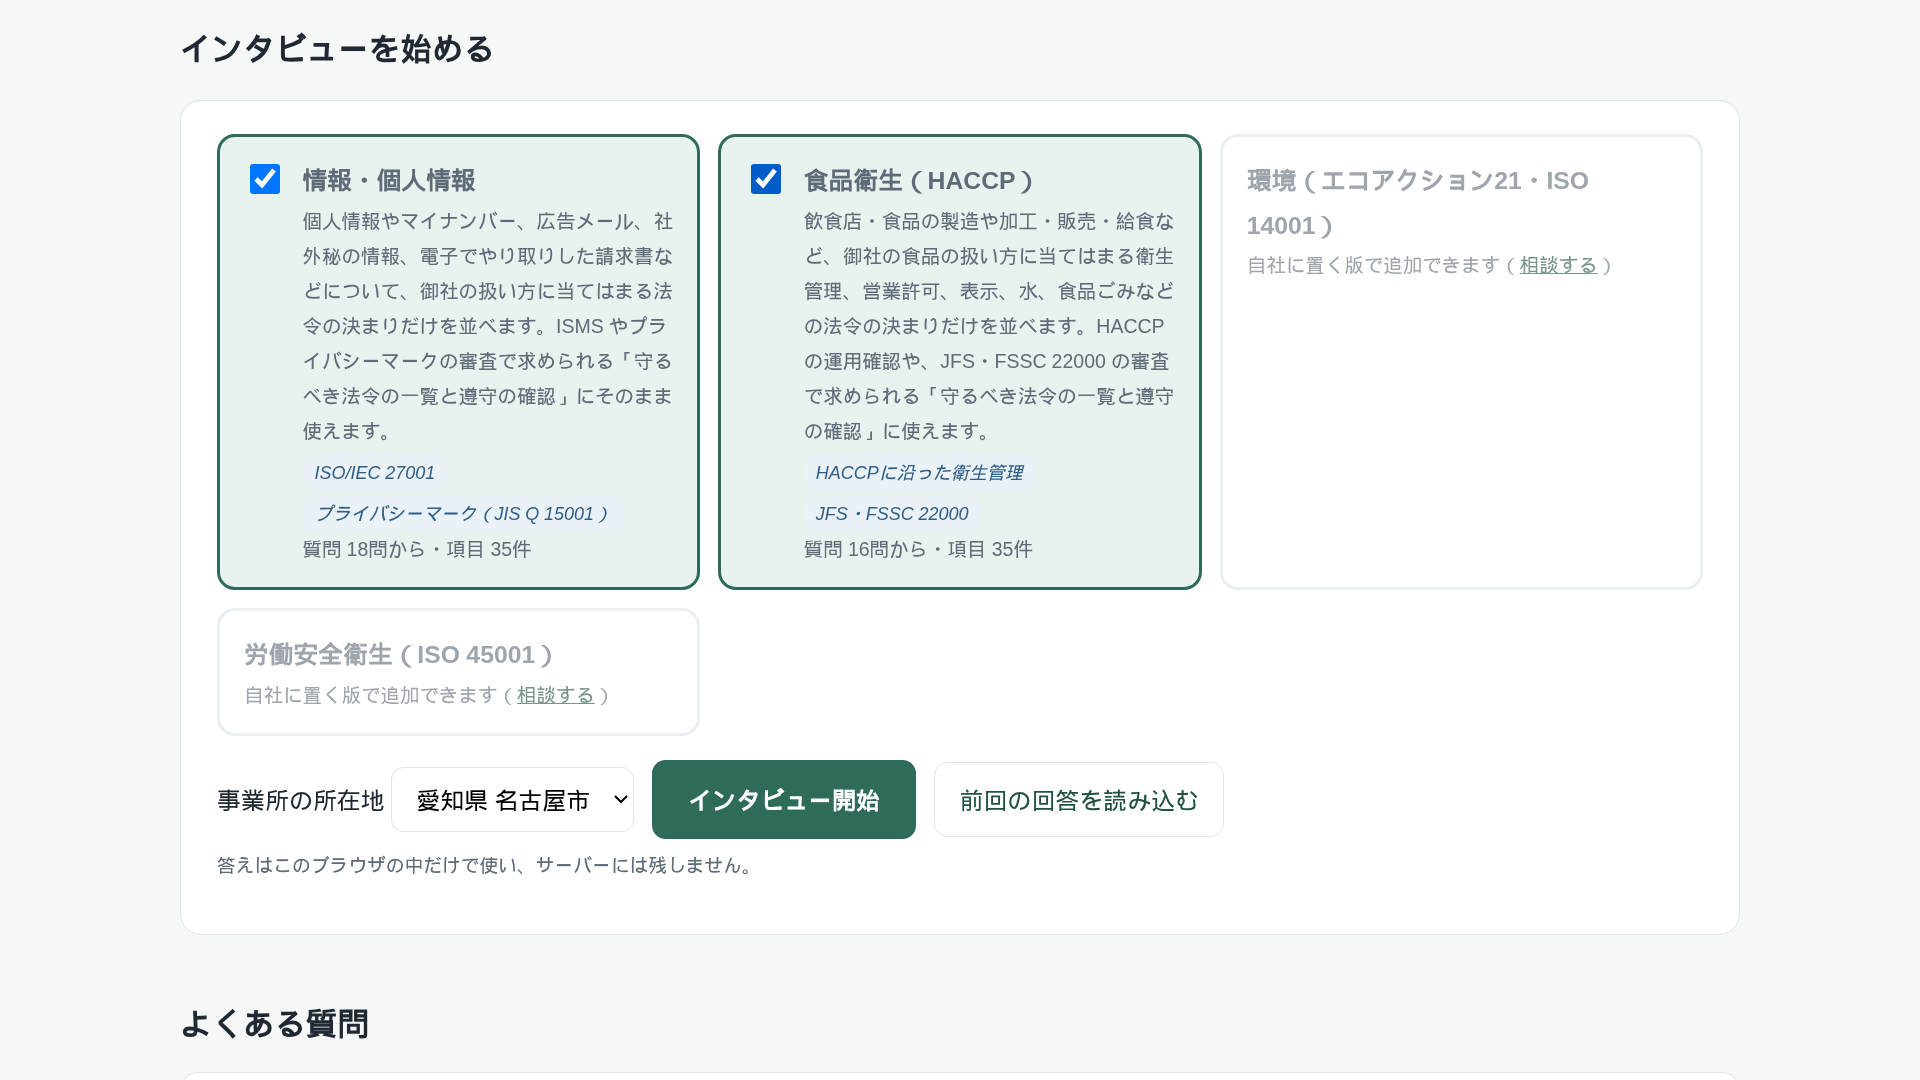 インタビューを始める
情報・個人情報
個人情報やマイナンバー、広告メール、社
外秘の情報、電子でやり取りした請求書な
どについて、御社の扱い方に当てはまる法
令の決まりだけを並べます。ISMS やプラ
イバシーマークの審査で求められる「守る
べき法令の一覧と遵守の確認」にそのまま
使えます。
ISO/IEC 27001
プライバシーマーク（JIS Q 15001）
質問 18問から・項目 35件
食品衛生（HACCP）
飲食店・食品の製造や加工・販売・給食な
ど、御社の食品の扱い方に当てはまる衛生
管理、営業許可、表示、水、食品ごみなど
の法令の決まりだけを並べます。HACCP
の運用確認や、JFS・FSSC 22000 の審査
で求められる「守るべき法令の一覧と遵守
の確認」に使えます。
HACCPに沿った衛生管理
JFS・FSSC 22000
質問 16問から・項目 35件
環境（エコアクション21・ISO
14001）
自社に置く版で追加できます（相談する）
労働安全衛生（ISO 45001）
自社に置く版で追加できます（相談する）
事業所の所在地 愛知県 名古屋市 インタビュー開始 前回の回答を読み込む
答えはこのブラウザの中だけで使い、サーバーには残しません。
よくある質問